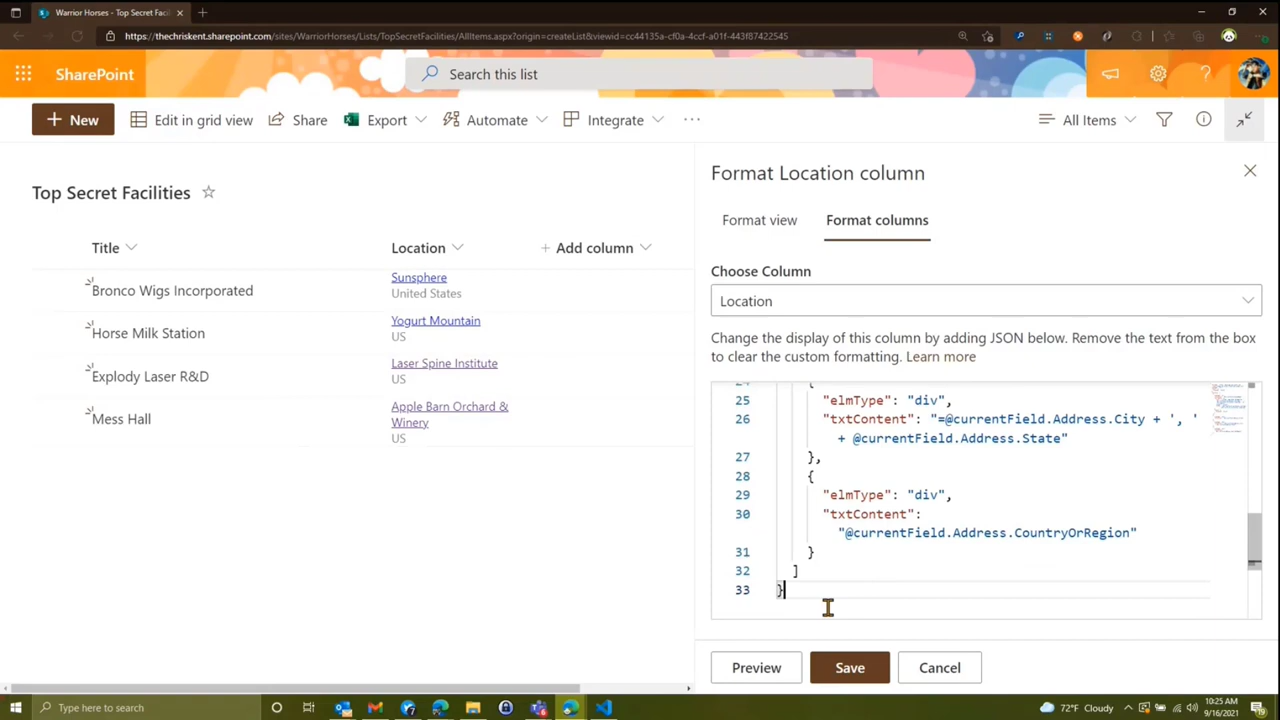 Warrior Horses - Top Secret Facil
https://thechriskent.sharepoint.com/sites/WarriorHorses/Lists/TopSecretFacilities/AllItems.aspx?origin=createList&viewid=cc44135a-cf0a-4ccf-a01f-443f87422545
SharePoint
Search this list
New
Edit in grid view
Share
Export
Automate
Integrate
All Items
Top Secret Facilities
Title
Location
Add column
Bronco Wigs Incorporated
Sunsphere
United States
Horse Milk Station
Yogurt Mountain
US
Explody Laser R&D
Laser Spine Institute
US
Mess Hall
Apple Barn Orchard &
Winery
US
Format Location column
Format view
Format columns
Choose Column
Location
Change the display of this column by adding JSON below. Remove the text from the box
to clear the custom formatting. Learn more
24 {
25 "elmType": "div",
26 "txtContent": "=@currentField.Address.City + ', '
+ @currentField.Address.State"
27 },
28 {
29 "elmType": "div",
30 "txtContent":
"@currentField.Address.CountryOrRegion"
31 }
32 ]
33 }
Preview
Save
Cancel
Type here to search
72°F Cloudy
10:25 AM
9/16/2021